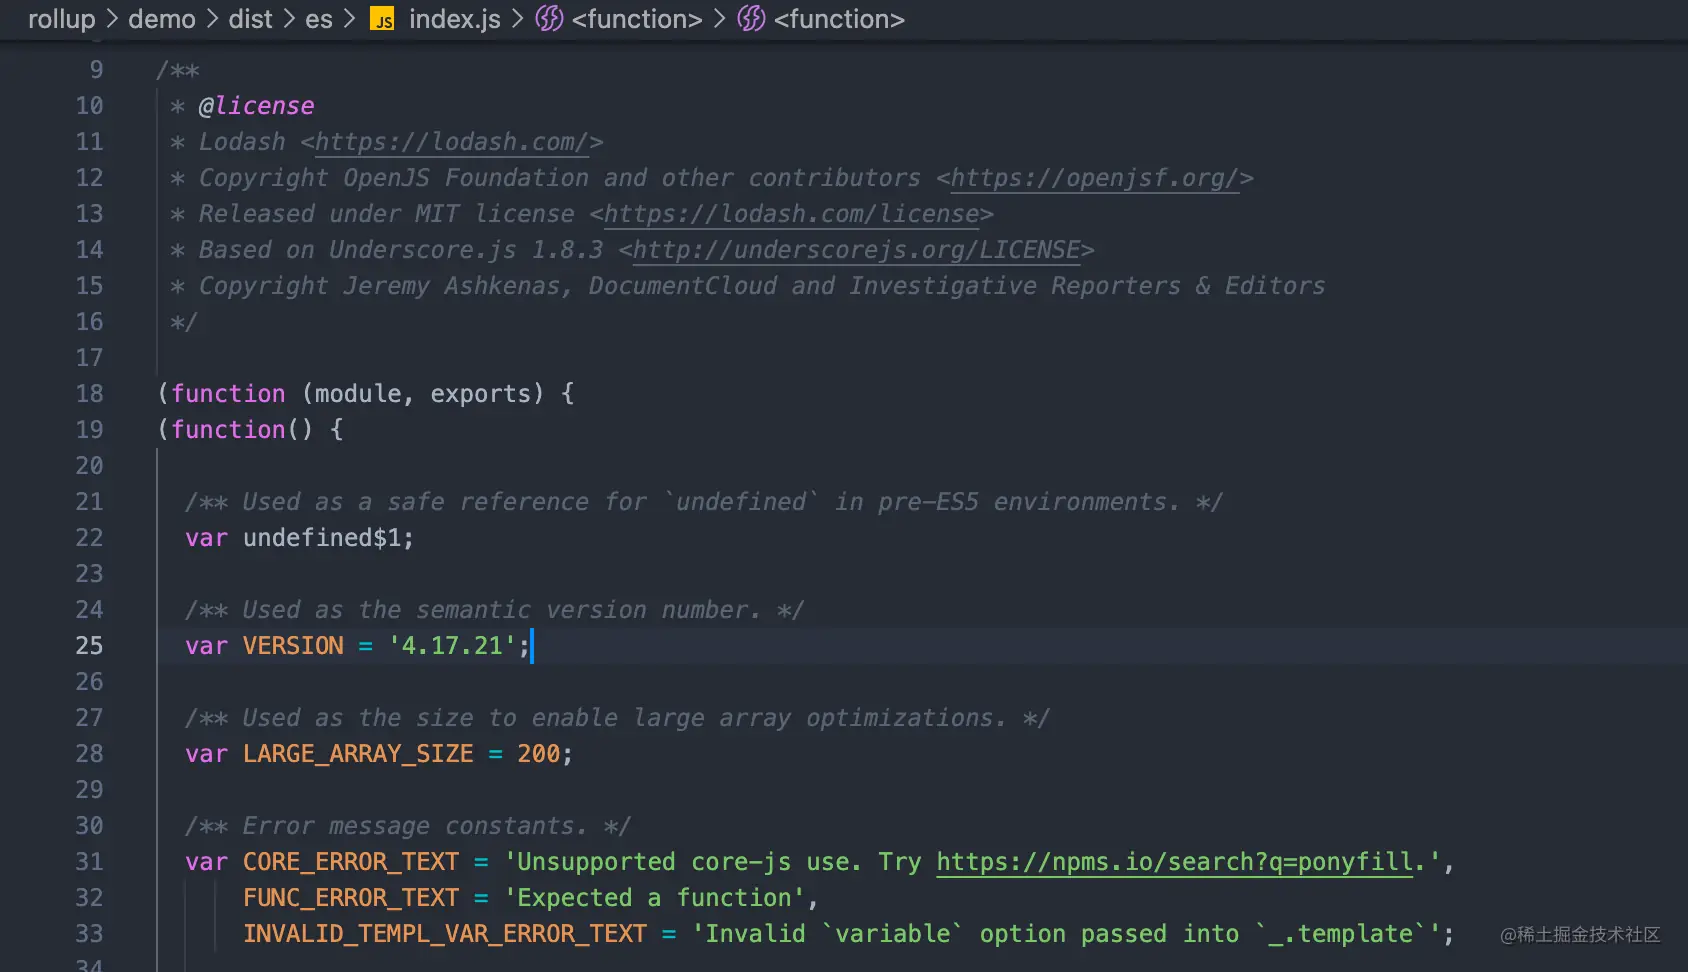 rollup > demo > dist > es > JS index.js > <function> > <function>
9 /**
10 * @license
11 * Lodash <https://lodash.com/>
12 * Copyright OpenJS Foundation and other contributors <https://openjsf.org/>
13 * Released under MIT license <https://lodash.com/license>
14 * Based on Underscore.js 1.8.3 <http://underscorejs.org/LICENSE>
15 * Copyright Jeremy Ashkenas, DocumentCloud and Investigative Reporters & Editors
16 */
17
18 (function (module, exports) {
19 (function() {
20
21 /** Used as a safe reference for `undefined` in pre-ES5 environments. */
22 var undefined$1;
23
24 /** Used as the semantic version number. */
25 var VERSION = '4.17.21';
26
27 /** Used as the size to enable large array optimizations. */
28 var LARGE_ARRAY_SIZE = 200;
29
30 /** Error message constants. */
31 var CORE_ERROR_TEXT = 'Unsupported core-js use. Try https://npms.io/search?q=ponyfill.',
32 FUNC_ERROR_TEXT = 'Expected a function',
33 INVALID_TEMPL_VAR_ERROR_TEXT = 'Invalid `variable` option passed into `_.template`';
34
@稀土掘金技术社区